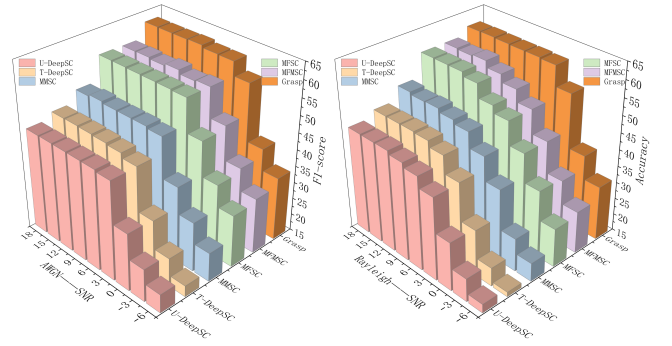 U-DeepSC
T-DeepSC
MMSC
MFSC
MFMSC
Grasp
65
60
55
50
45
40
35
30
25
20
15
F1-score
18
15
12
9
6
3
0
-3
-6
AWGN——SNR
U-DeepSC
T-DeepSC
MMSC
MFSC
MFMSC
Grasp
U-DeepSC
T-DeepSC
MMSC
MFSC
MFMSC
Grasp
65
60
55
50
45
40
35
30
25
20
15
Accuracy
18
15
12
9
6
3
0
-3
-6
Rayleigh——SNR
U-DeepSC
T-DeepSC
MMSC
MFSC
MFMSC
Grasp